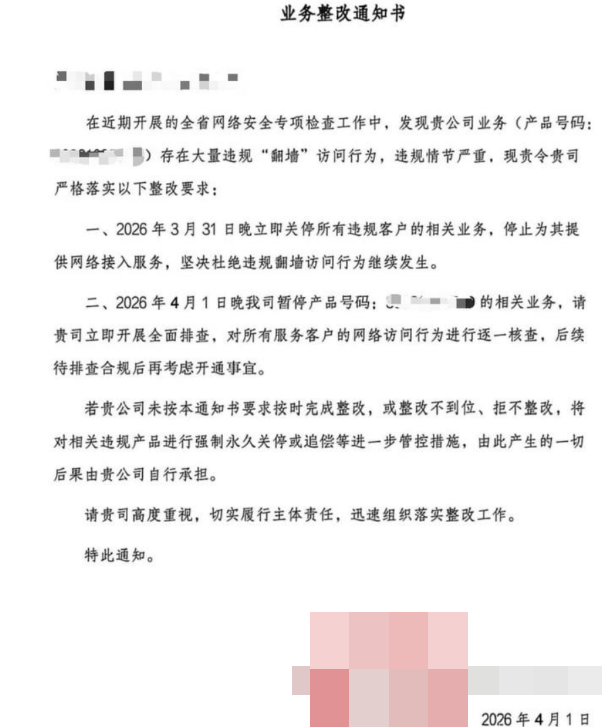 业务整改通知书
在近期开展的全省网络安全专项检查工作中，发现贵公司业务（产品号码：
）存在大量违规“翻墙”访问行为，违规情节严重，现责令贵司
严格落实以下整改要求：
一、2026年3月31日晚立即关停所有违规客户的相关业务，停止为其提
供网络接入服务，坚决杜绝违规翻墙访问行为继续发生。
二、2026年4月1日晚我司暂停产品号码：的相关业务，请
贵司立即开展全面排查，对所有服务客户的网络访问行为进行逐一核查，后续
待排查合规后再考虑开通事宜。
若贵公司未按本通知书要求按时完成整改，或整改不到位、拒不整改，将
对相关违规产品进行强制永久关停或追偿等进一步管控措施，由此产生的一切
后果由贵公司自行承担。
请贵司高度重视，切实履行主体责任，迅速组织落实整改工作。
特此通知。
2026年4月1日